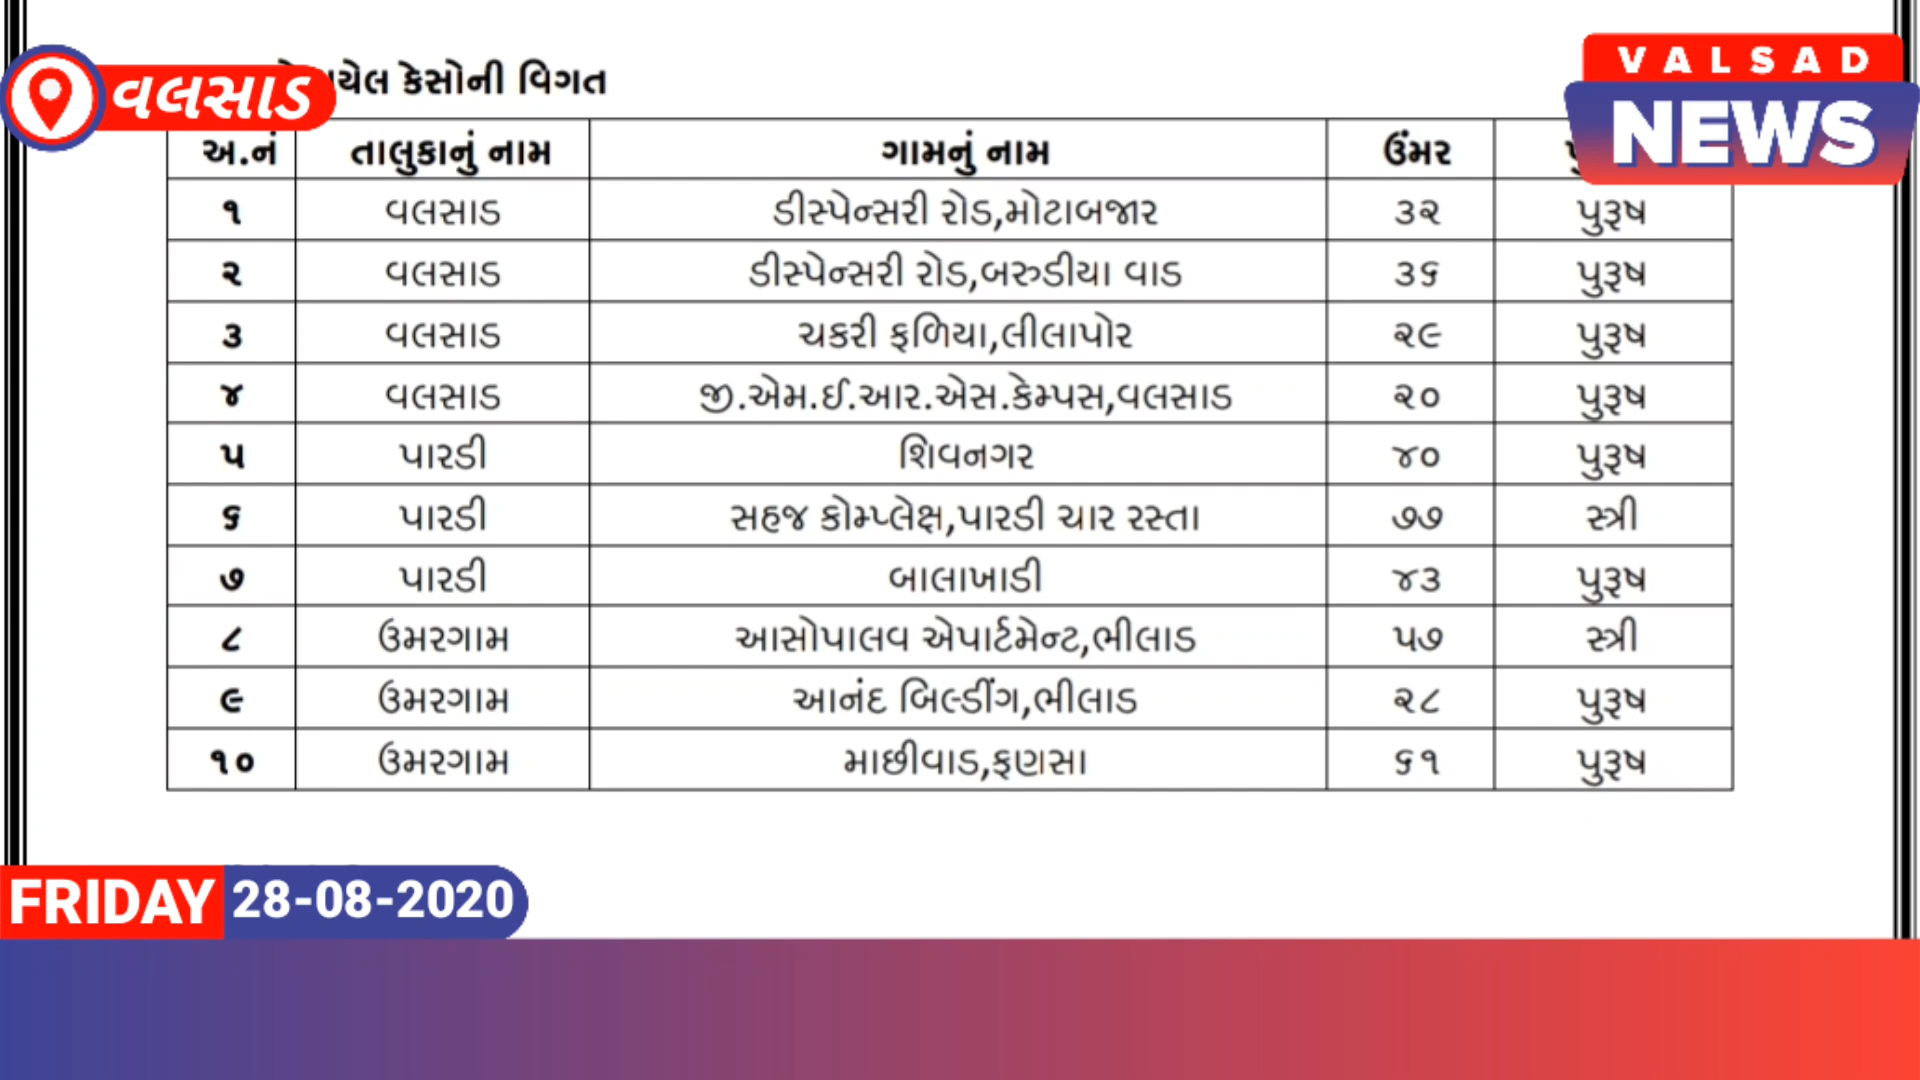 વલસાડ
કેસોની વિગત
VALSAD
NEWS
અ.નં તાલુકાનું નામ ગામનું નામ ઉંમર
૧ વલસાડ ડીસ્પેન્સરી રોડ,મોટાબજાર ૩૨ પુરૂષ
૨ વલસાડ ડીસ્પેન્સરી રોડ,બરુડીયા વાડ ૩૬ પુરૂષ
૩ વલસાડ ચકરી ફળિયા,લીલાપોર ૨૯ પુરૂષ
૪ વલસાડ જી.એમ.ઈ.આર.એસ.કેમ્પસ,વલસાડ ૨૦ પુરૂષ
૫ પારડી શિવનગર ૪૦ પુરૂષ
૬ પારડી સહજ કોમ્પ્લેક્ષ,પારડી ચાર રસ્તા ૭૭ સ્ત્રી
૭ પારડી બાલાખાડી ૪૩ પુરૂષ
૮ ઉમરગામ આસોપાલવ એપાર્ટમેન્ટ,ભીલાડ ૫૭ સ્ત્રી
૯ ઉમરગામ આનંદ બિલ્ડીંગ,ભીલાડ ૨૮ પુરૂષ
૧૦ ઉમરગામ માછીવાડ,ફણસા ૬૧ પુરૂષ
FRIDAY 28-08-2020